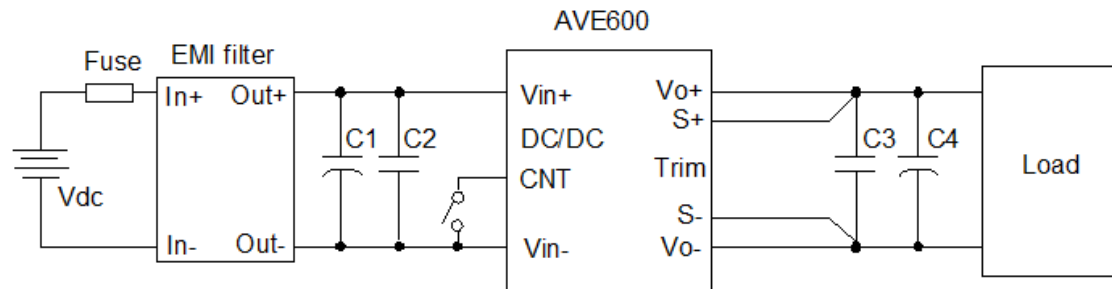 AVE600
Fuse
EMI filter
In+ Out+
Vin+
Vo+
S+
C1 C2
DC/DC
C3 C4
Vdc
CNT
Trim
Load
S-
In- Out-
Vin-
Vo-